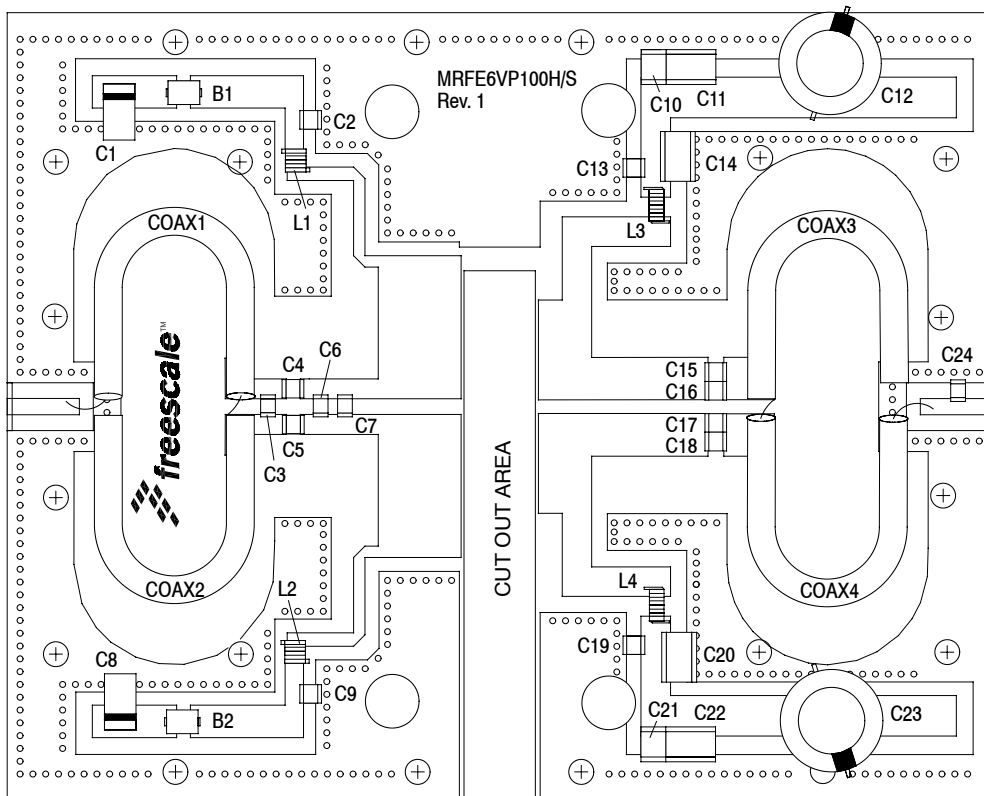 MRFE6VP100H/S
Rev. 1
B1
C1
C2
L1
COAX1
C10
C11
C12
C13
C14
L3
COAX3
freescale™
C4
C6
C3
C5
C7
C15
C16
C17
C18
C24
CUT OUT AREA
COAX2
L2
C8
B2
C9
L4
COAX4
C19
C20
C21
C22
C23